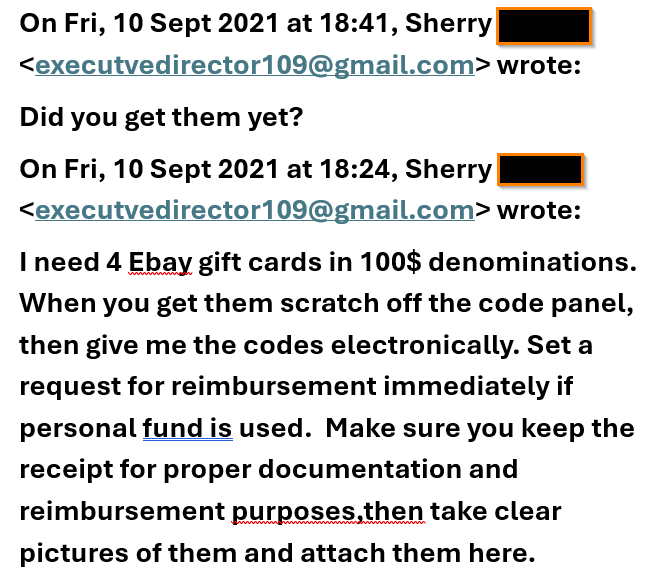 On Fri, 10 Sept 2021 at 18:41, Sherry
<executvedirector109@gmail.com> wrote:
Did you get them yet?
On Fri, 10 Sept 2021 at 18:24, Sherry
<executvedirector109@gmail.com> wrote:
I need 4 Ebay gift cards in 100$ denominations.
When you get them scratch off the code panel,
then give me the codes electronically. Set a
request for reimbursement immediately if
personal fund is used.  Make sure you keep the
receipt for proper documentation and
reimbursement purposes,then take clear
pictures of them and attach them here.